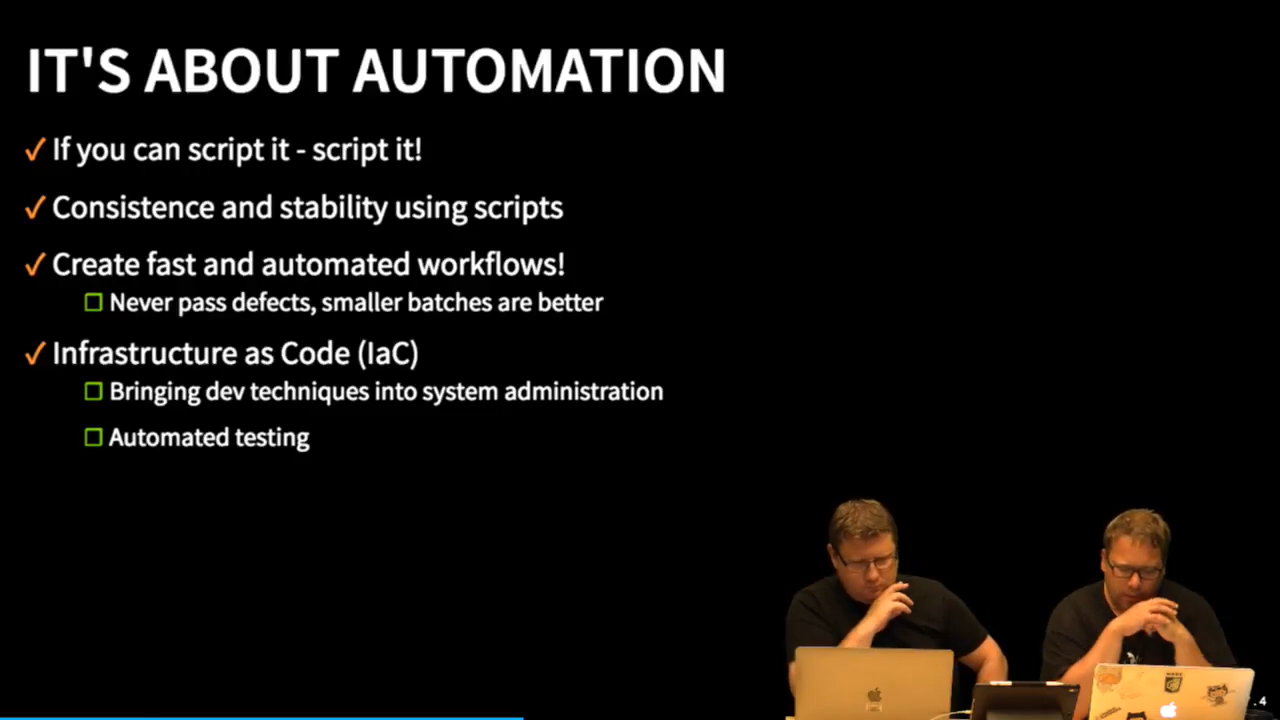 IT'S ABOUT AUTOMATION
✓ If you can script it - script it!
✓ Consistence and stability using scripts
✓ Create fast and automated workflows!
☐ Never pass defects, smaller batches are better
✓ Infrastructure as Code (IaC)
☐ Bringing dev techniques into system administration
☐ Automated testing
.4